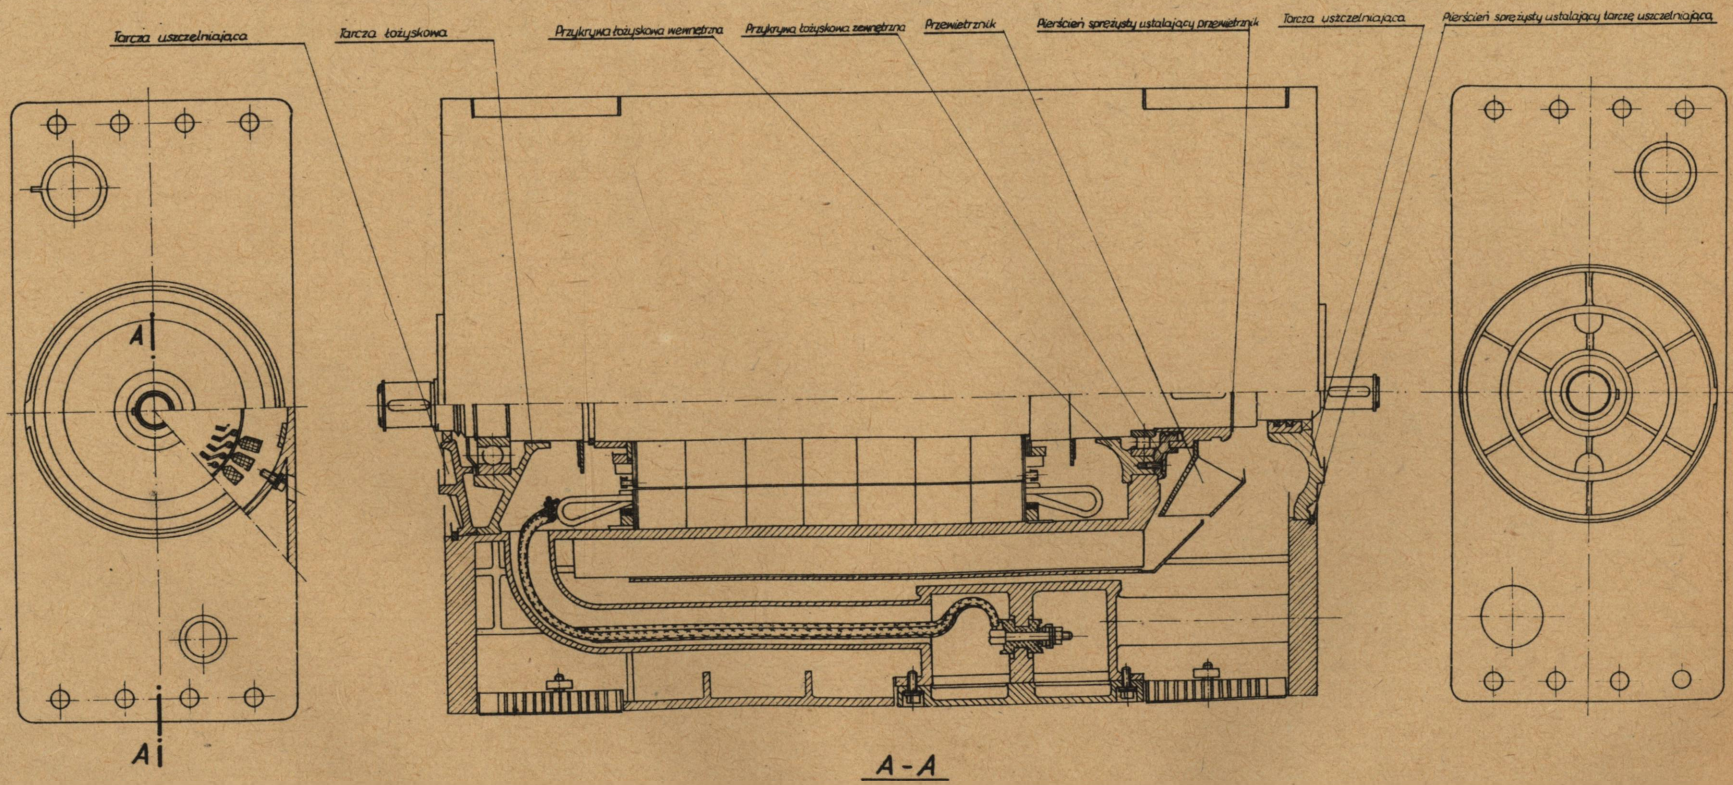 Tarcza uszczelniająca
Tarcza łożyskowa
Przykrywa łożyskowa wewnętrzna
Przykrywa łożyskowa zewnętrzna
Przewietrznik
Pierścień sprężysty ustalający przewietrznik
Tarcza uszczelniająca
Pierścień sprężysty ustalający tarczę uszczelniającą
A
A
A-A